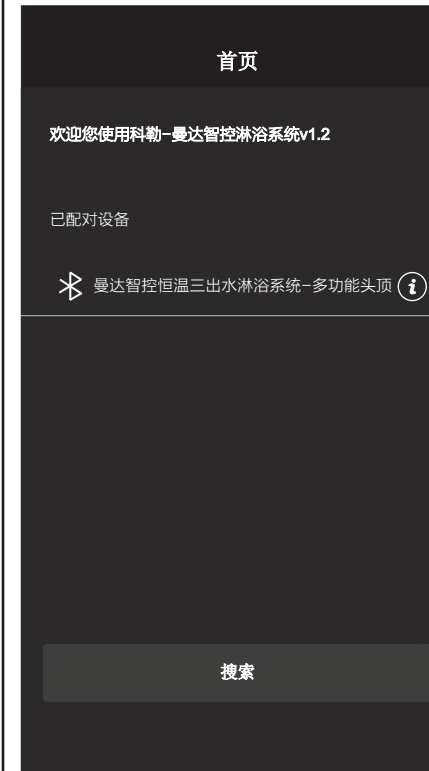 首页
欢迎您使用科勒-曼达智控淋浴系统v1.2
已配对设备
曼达智控恒温三出水淋浴系统-多功能头顶
搜索